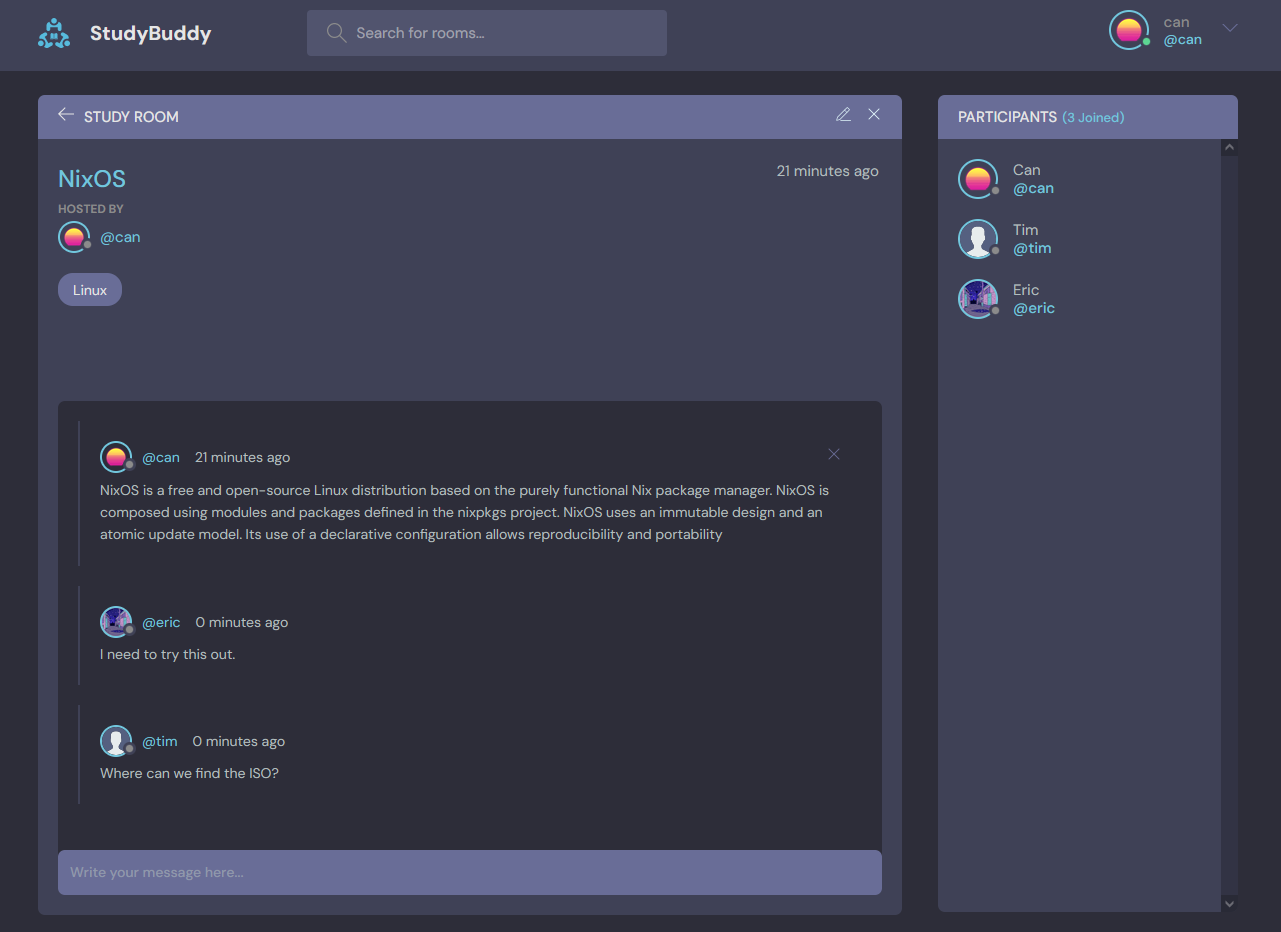 StudyBuddy
Search for rooms...
can
@can
STUDY ROOM
NixOS
21 minutes ago
HOSTED BY
@can
Linux
@can 21 minutes ago
NixOS is a free and open-source Linux distribution based on the purely functional Nix package manager. NixOS is
composed using modules and packages defined in the nixpkgs project. NixOS uses an immutable design and an
atomic update model. Its use of a declarative configuration allows reproducibility and portability
@eric 0 minutes ago
I need to try this out.
@tim 0 minutes ago
Where can we find the ISO?
Write your message here...
PARTICIPANTS (3 Joined)
Can
@can
Tim
@tim
Eric
@eric